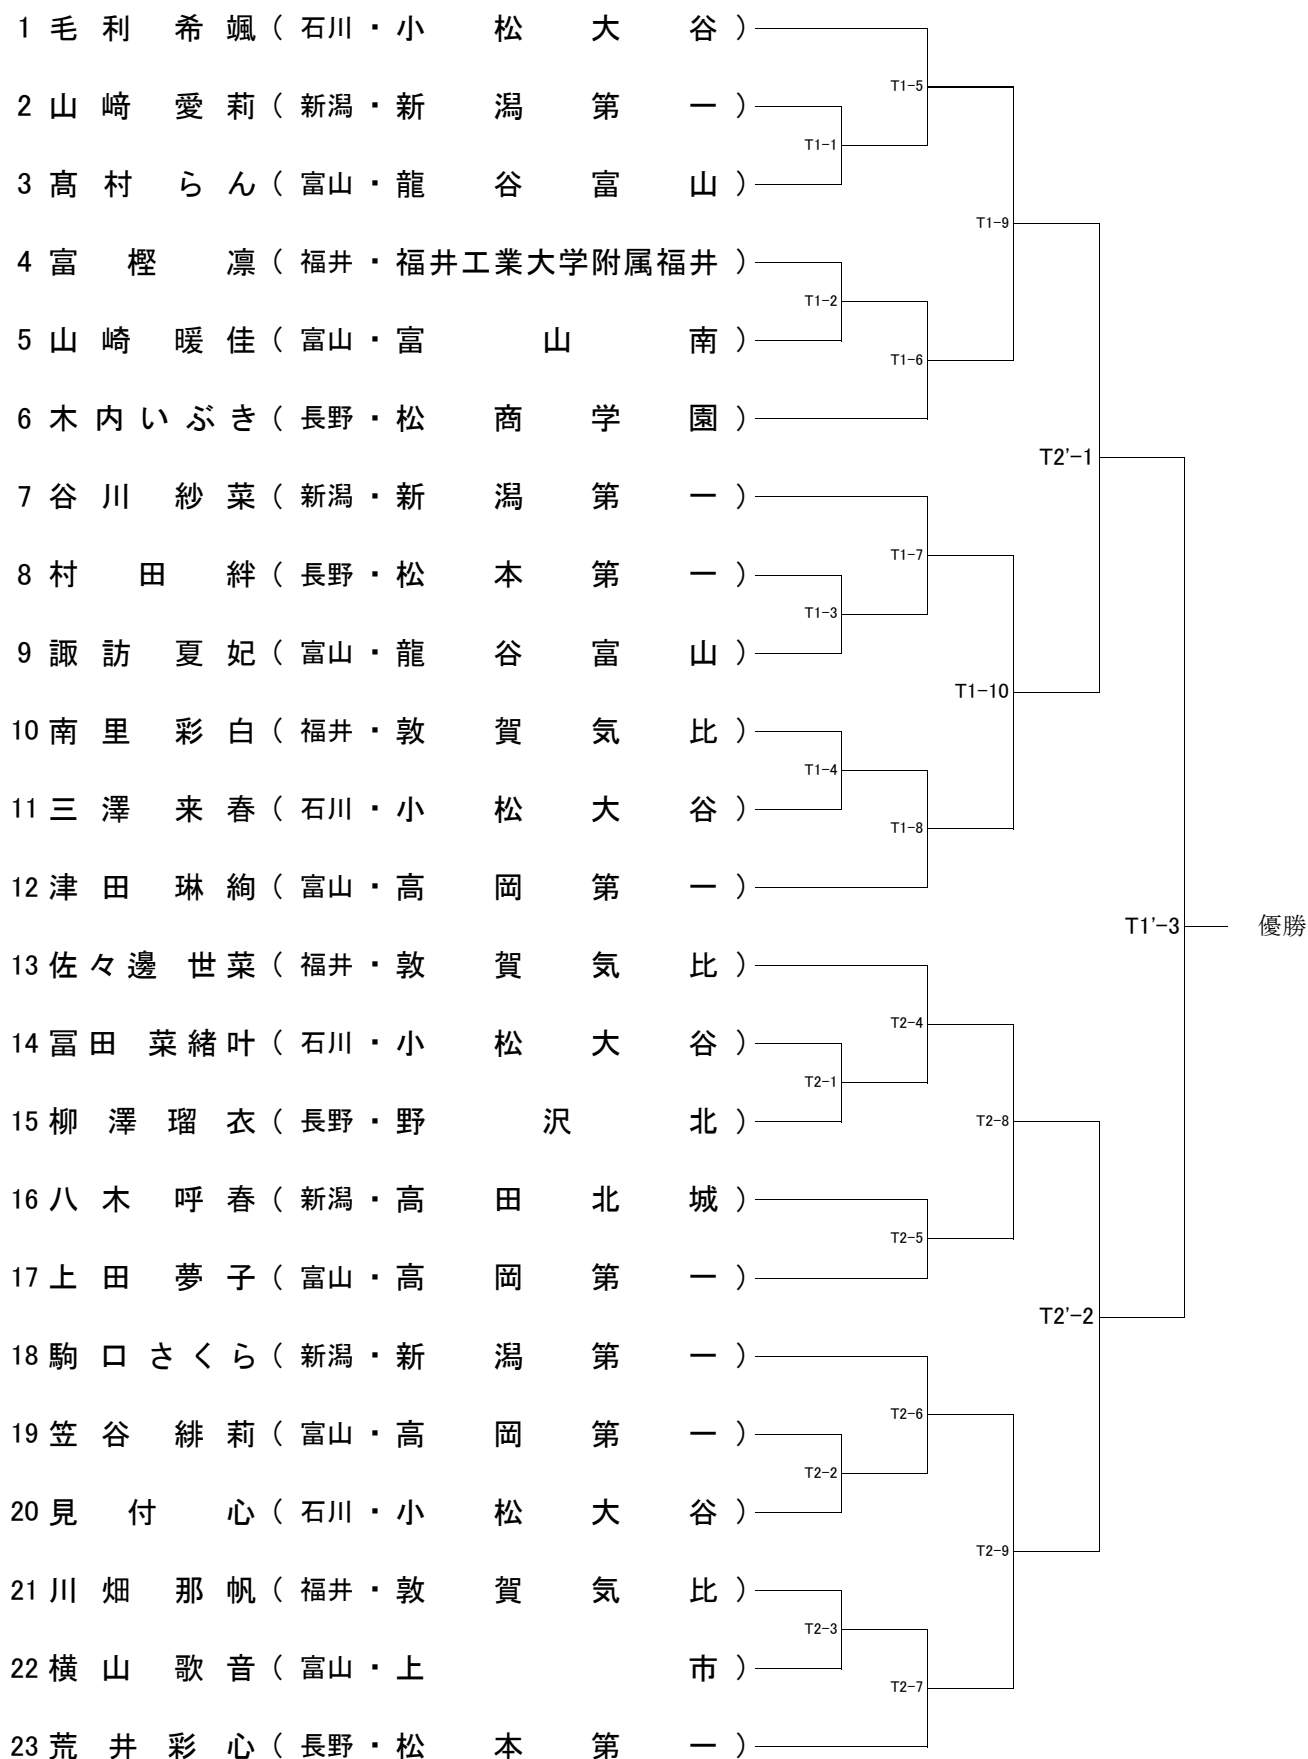 1 毛利 希颯 ( 石川 ・ 小松大谷 )
T1-5
2 山﨑 愛莉 ( 新潟 ・ 新潟第一 )
T1-1
3 髙村 らん ( 富山 ・ 龍谷富山 )
T1-9
4 富樫 凛 ( 福井 ・ 福井工業大学附属福井 )
T1-2
5 山崎 暖佳 ( 富山 ・ 富山南 )
T1-6
6 木内いぶき ( 長野 ・ 松商学園 )
T2'-1
7 谷川 紗菜 ( 新潟 ・ 新潟第一 )
T1-7
8 村田 絆 ( 長野 ・ 松本第一 )
T1-3
9 諏訪 夏妃 ( 富山 ・ 龍谷富山 )
T1-10
10 南里 彩白 ( 福井 ・ 敦賀気比 )
T1-4
11 三澤 来春 ( 石川 ・ 小松大谷 )
T1-8
12 津田 琳絢 ( 富山 ・ 高岡第一 )
T1'-3 優勝
13 佐々邊 世菜 ( 福井 ・ 敦賀気比 )
T2-4
14 冨田 菜緒叶 ( 石川 ・ 小松大谷 )
T2-1
15 柳澤 瑠衣 ( 長野 ・ 野沢北 )
T2-8
16 八木 呼春 ( 新潟 ・ 高田北城 )
T2-5
17 上田 夢子 ( 富山 ・ 高岡第一 )
T2'-2
18 駒口さくら ( 新潟 ・ 新潟第一 )
T2-6
19 笠谷 緋莉 ( 富山 ・ 高岡第一 )
T2-2
20 見付 心 ( 石川 ・ 小松大谷 )
T2-9
21 川畑 那帆 ( 福井 ・ 敦賀気比 )
T2-3
22 横山 歌音 ( 富山 ・ 上市 )
T2-7
23 荒井 彩心 ( 長野 ・ 松本第一 )